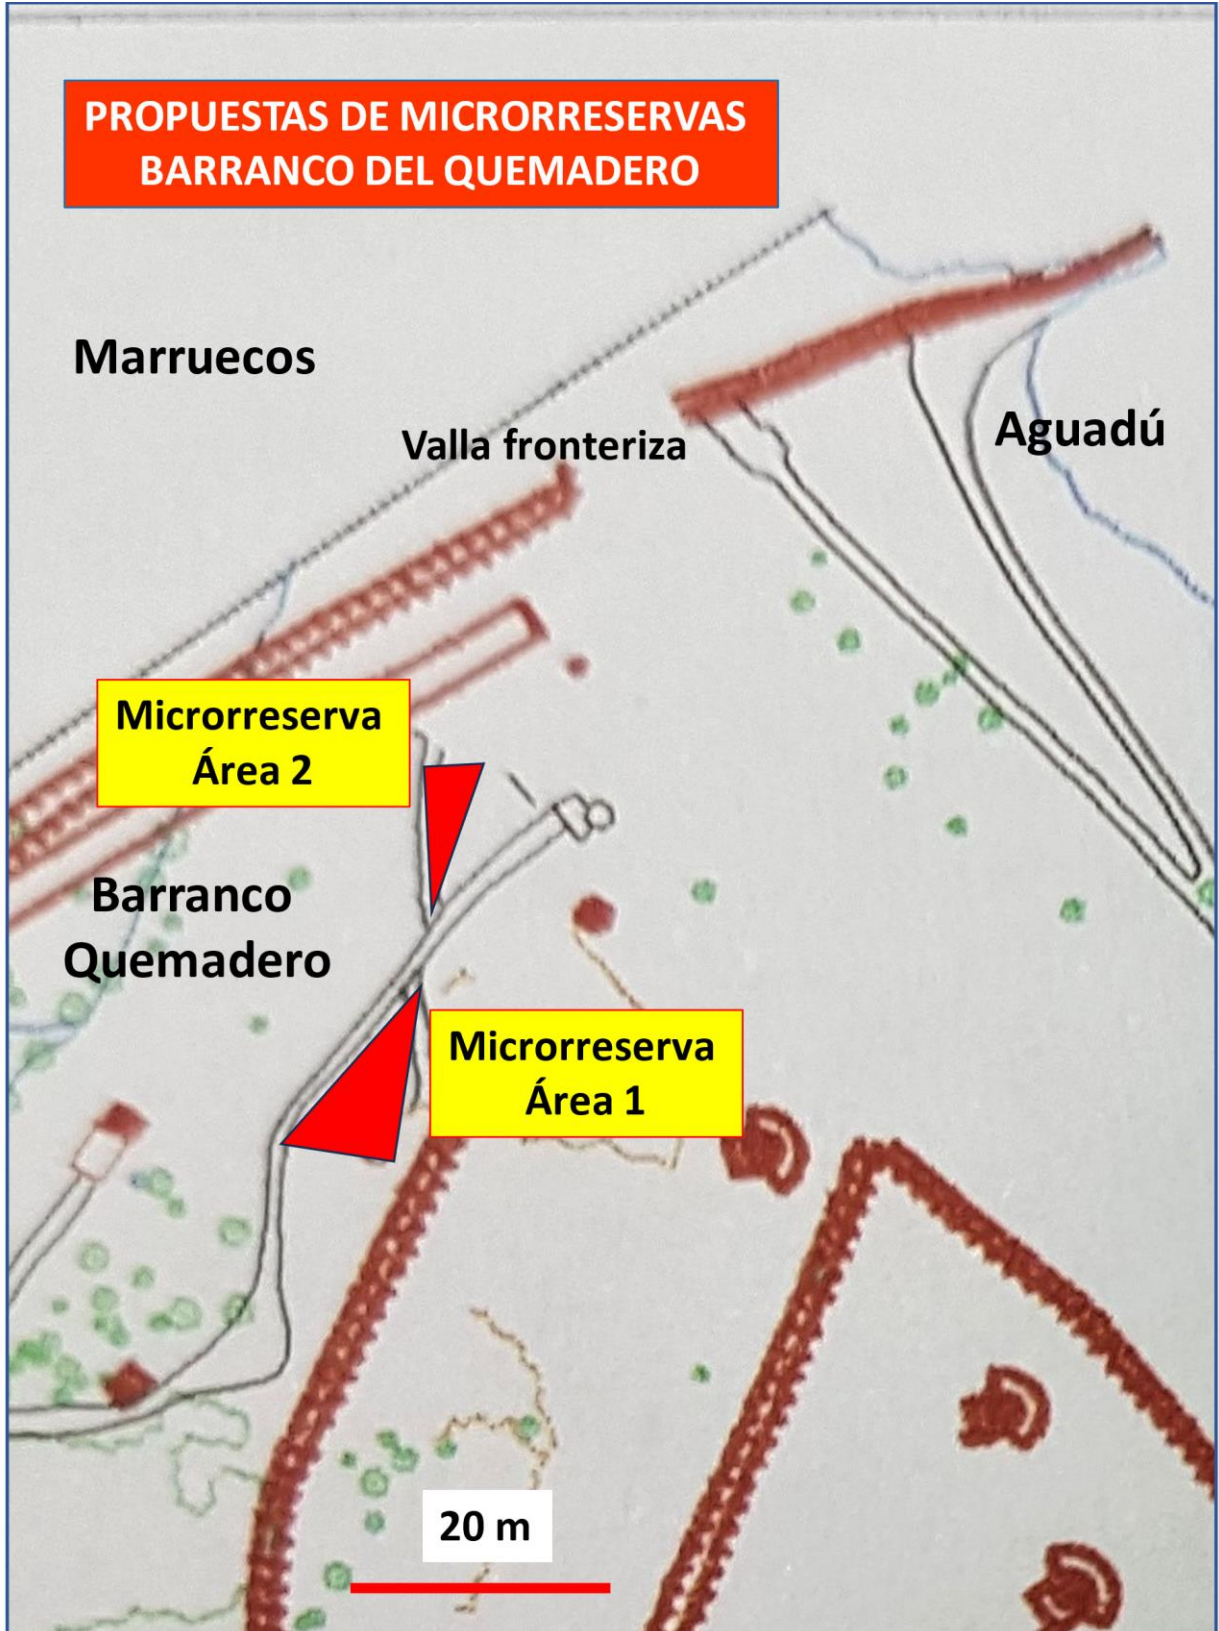 PROPUESTAS DE MICRORRESERVAS
BARRANCO DEL QUEMADERO
Marruecos
Valla fronteriza
Aguadú
Microrreserva
Área 2
Barranco
Quemadero
Microrreserva
Área 1
20 m